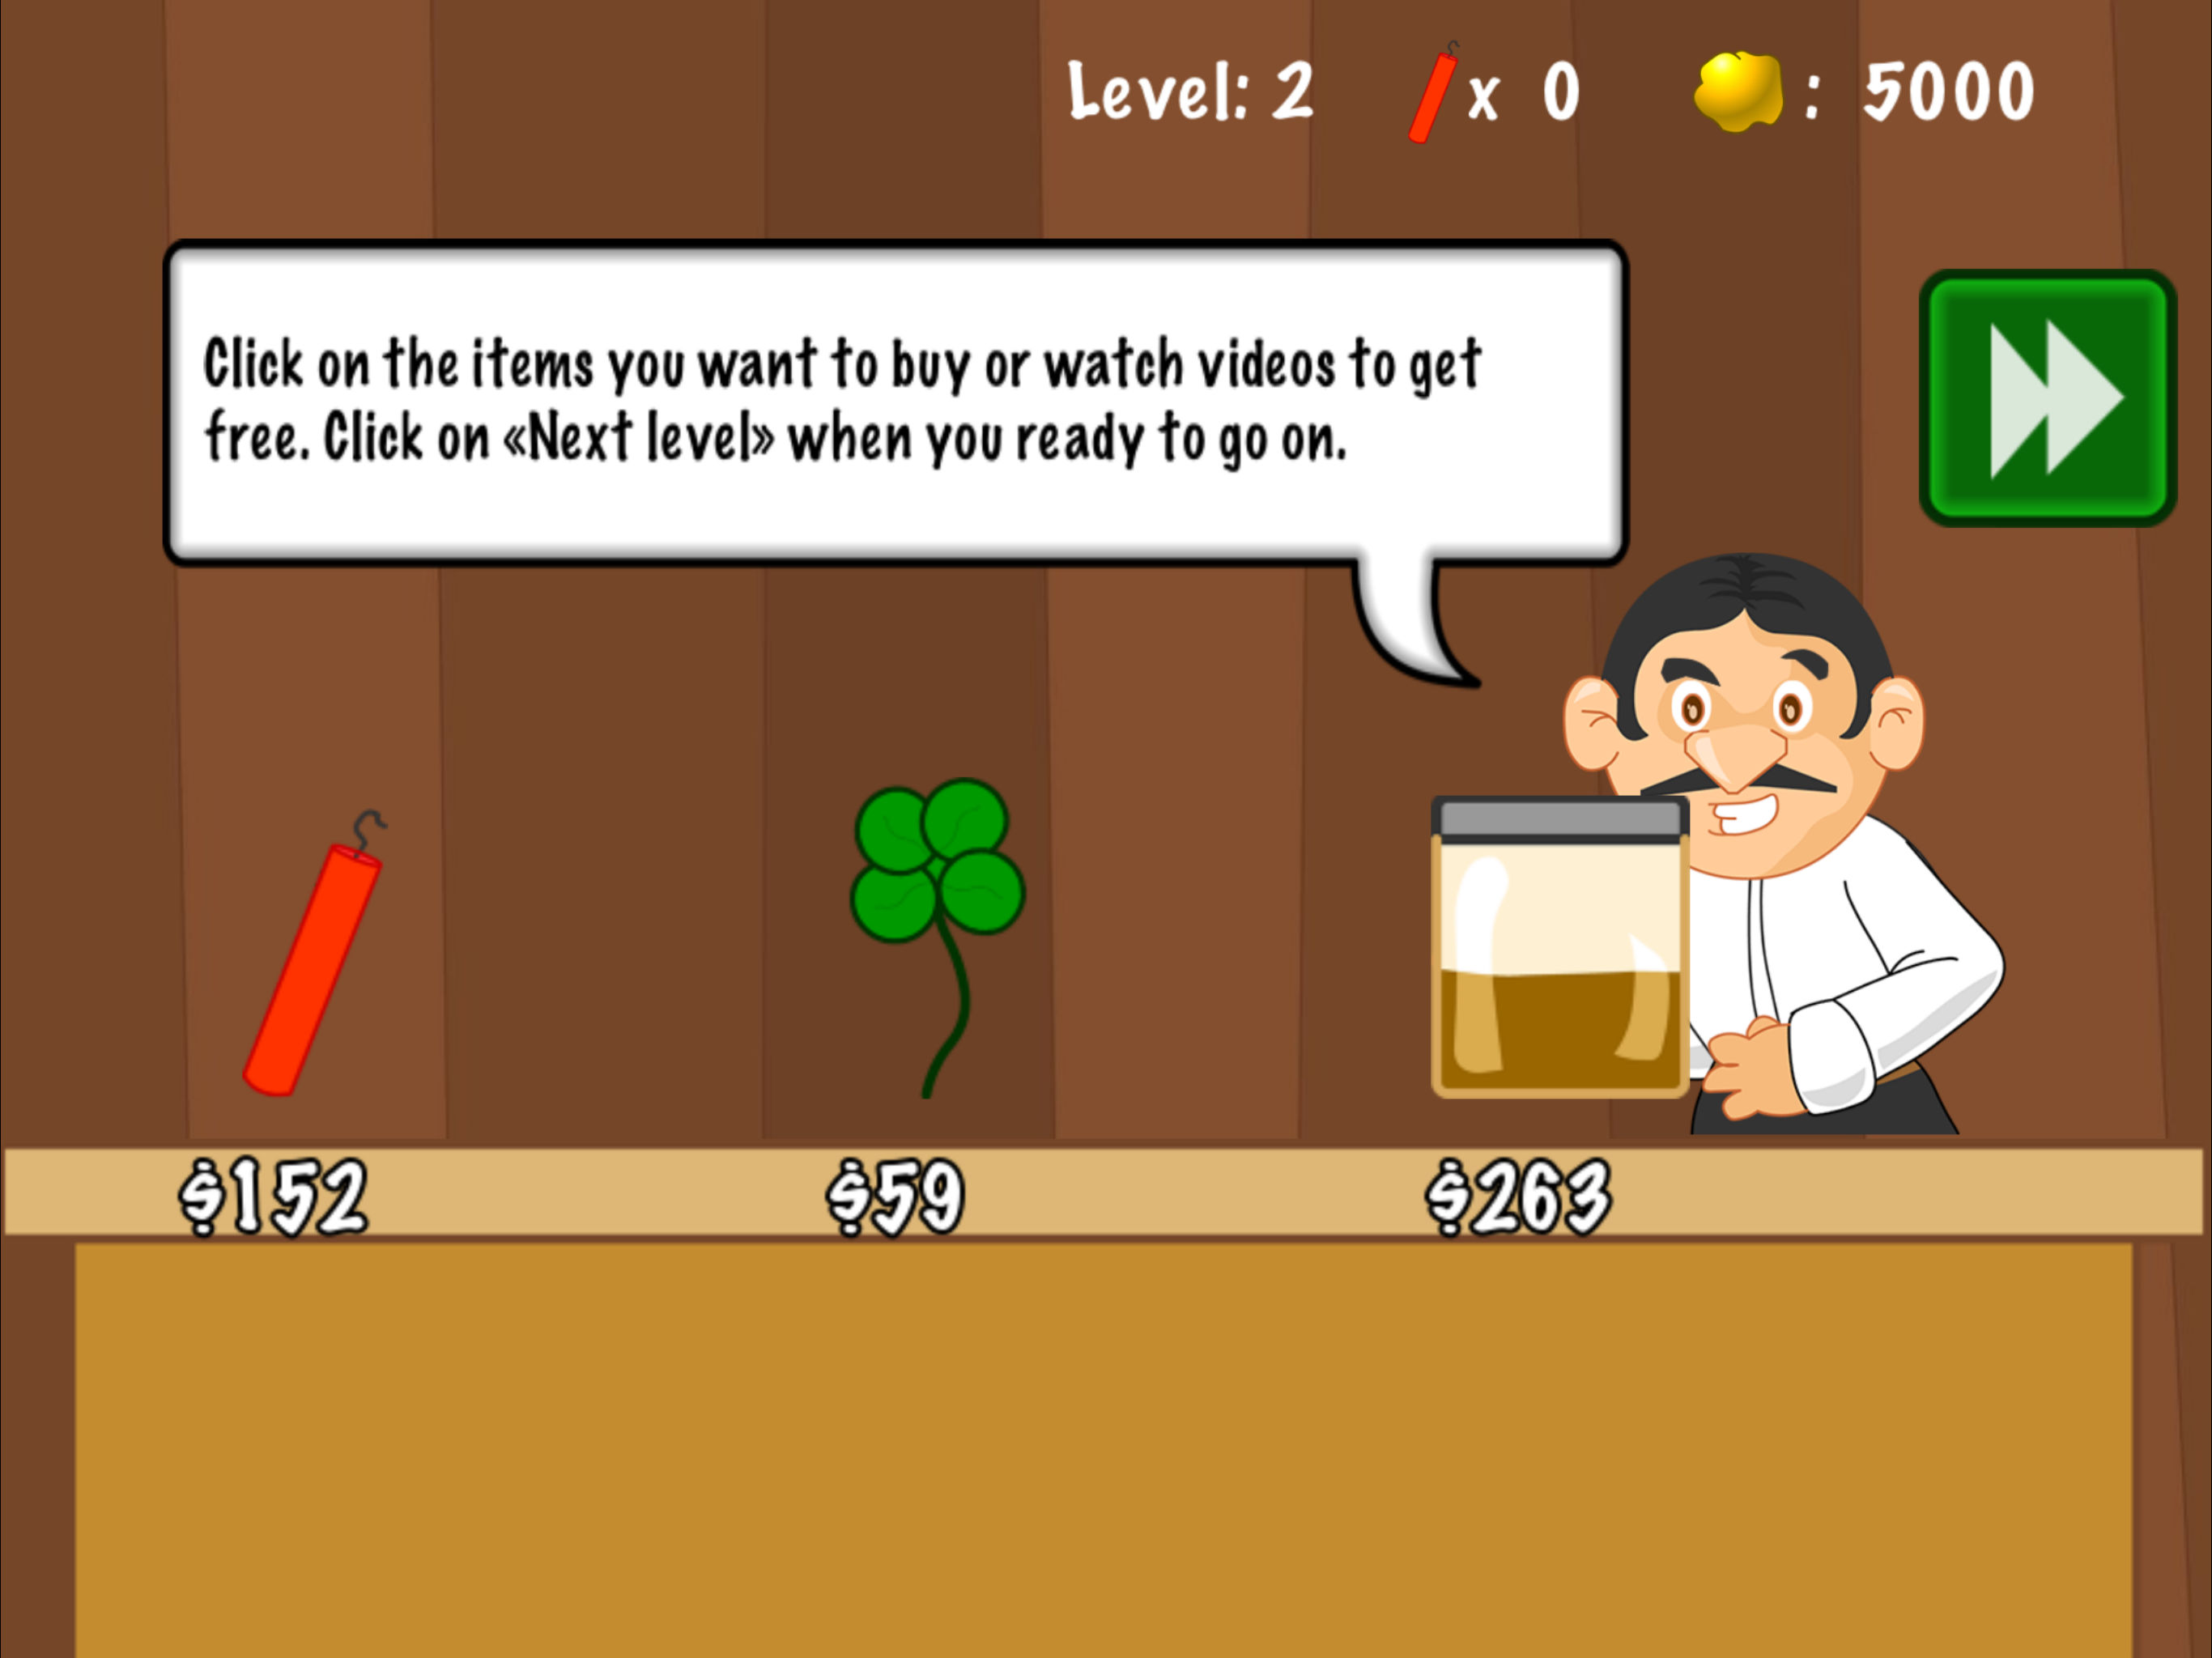 Level: 2 x 0 : 5000
Click on the items you want to buy or watch videos to get
free. Click on «Next level» when you ready to go on.
$152 $59 $263